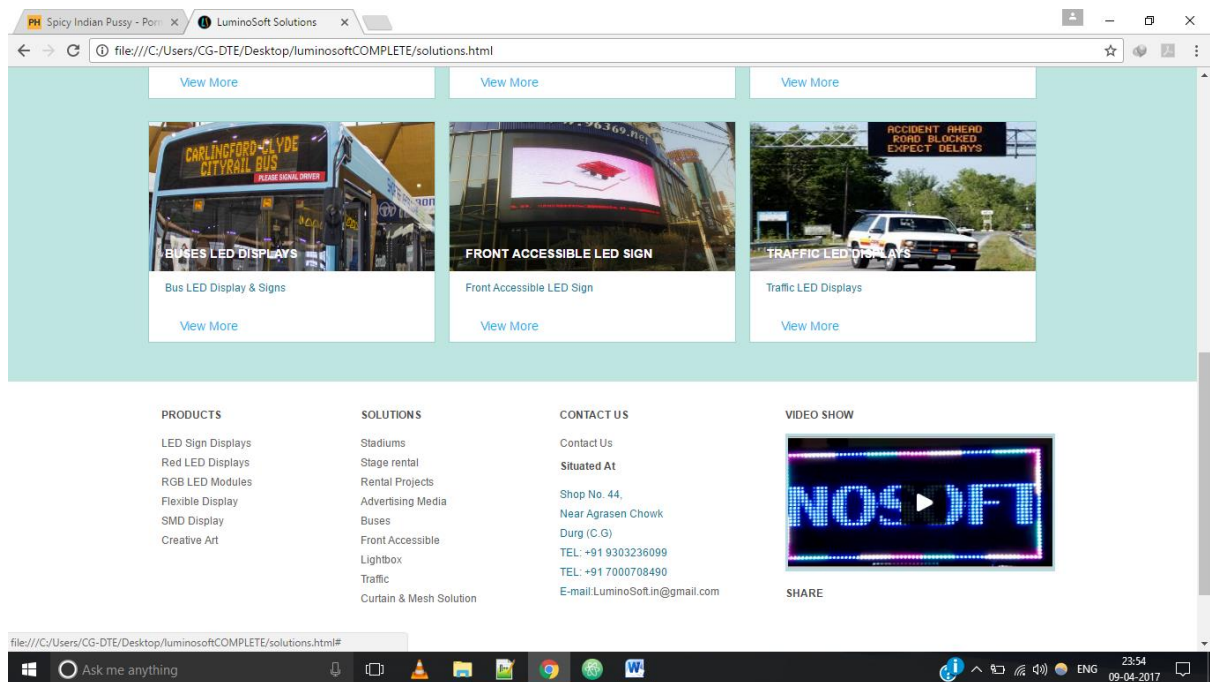 PH Spicy Indian Pussy - Porn
LuminoSoft Solutions
file:///C:/Users/CG-DTE/Desktop/luminosoftCOMPLETE/solutions.html
View More
View More
View More
CARLINGFORD-CLYDE
CITYRAIL BUS
PLEASE SIGNAL DRIVER
BUSES LED DISPLAYS
Bus LED Display & Signs
View More
96369.net
FRONT ACCESSIBLE LED SIGN
Front Accessible LED Sign
View More
ACCIDENT AHEAD
ROAD BLOCKED
EXPECT DELAYS
TRAFFIC LED DISPLAYS
Traffic LED Displays
View More
PRODUCTS
LED Sign Displays
Red LED Displays
RGB LED Modules
Flexible Display
SMD Display
Creative Art
SOLUTIONS
Stadiums
Stage rental
Rental Projects
Advertising Media
Buses
Front Accessible
Lightbox
Traffic
Curtain & Mesh Solution
CONTACT US
Contact Us
Situated At
Shop No. 44,
Near Agrasen Chowk
Durg (C.G)
TEL: +91 9303236099
TEL: +91 7000708490
E-mail:LuminoSoft.in@gmail.com
VIDEO SHOW
NOSOFT
SHARE
file:///C:/Users/CG-DTE/Desktop/luminosoftCOMPLETE/solutions.html#
Ask me anything
ENG
23:54
09-04-2017